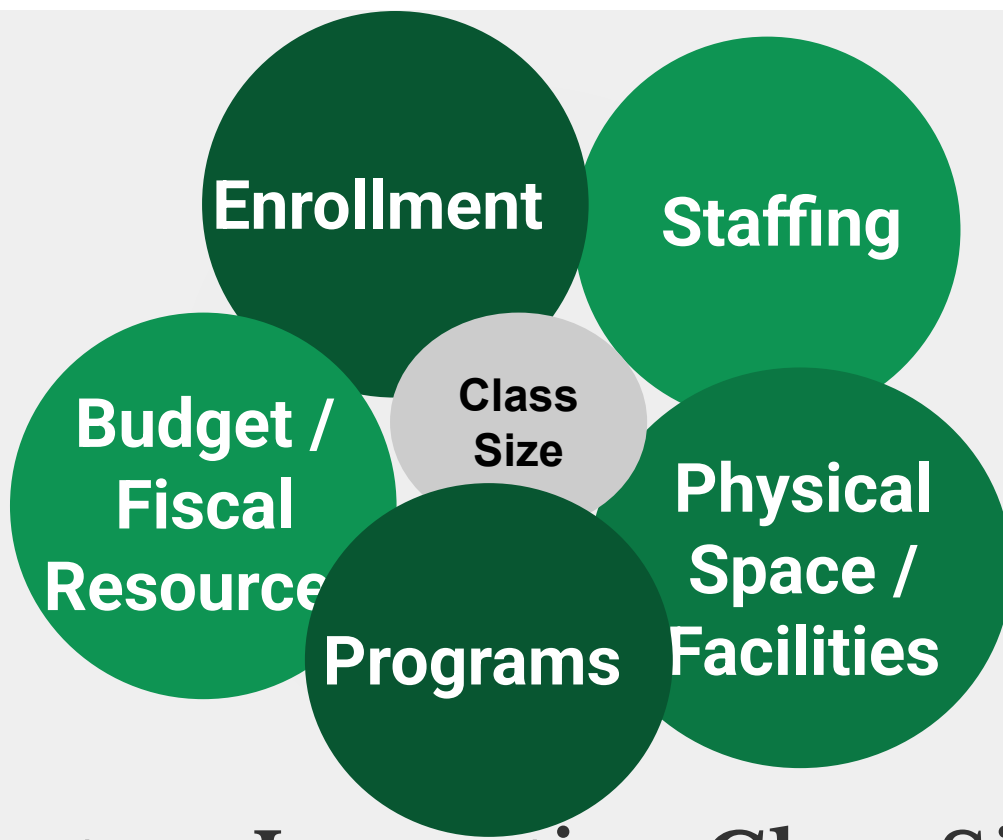 Enrollment
Staffing
Class
Size
Budget /
Fiscal
Resource
Physical
Space /
Facilities
Programs